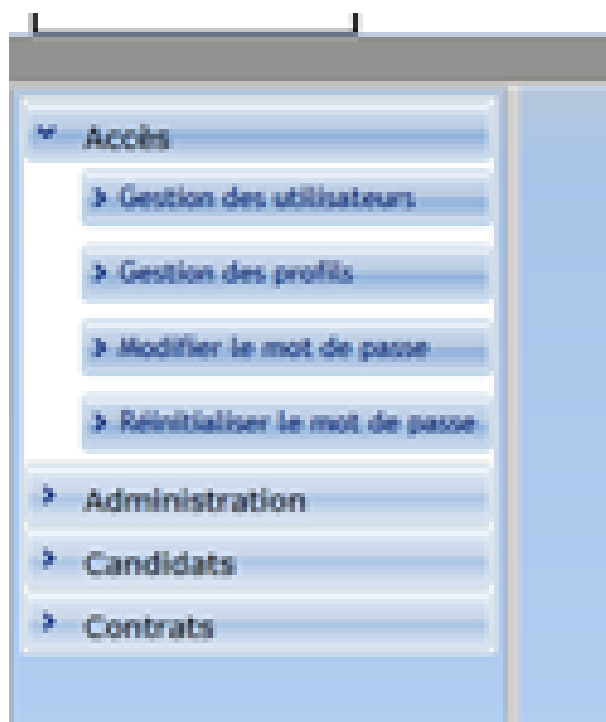 Accès
Gestion des utilisateurs
Gestion des profils
Modifier le mot de passe
Réinitialiser le mot de passe
Administration
Candidats
Contrats